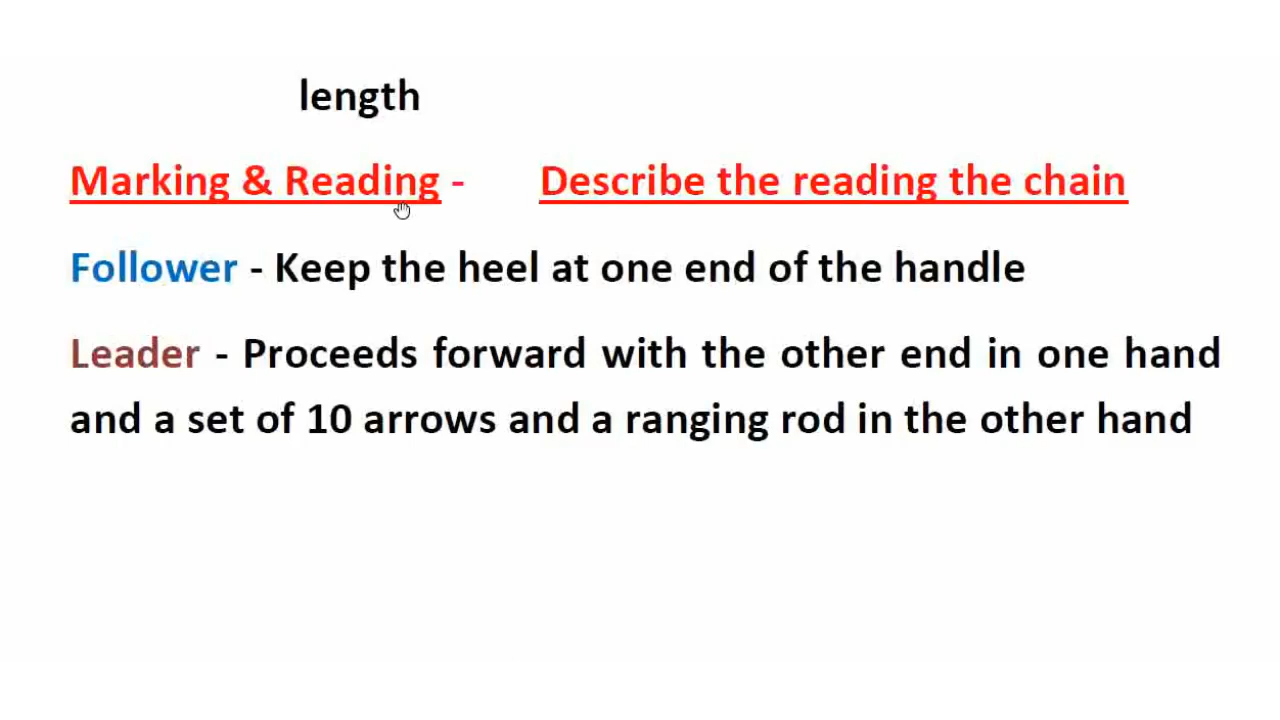 length
Marking & Reading - Describe the reading the chain
Follower - Keep the heel at one end of the handle
Leader - Proceeds forward with the other end in one hand
and a set of 10 arrows and a ranging rod in the other hand